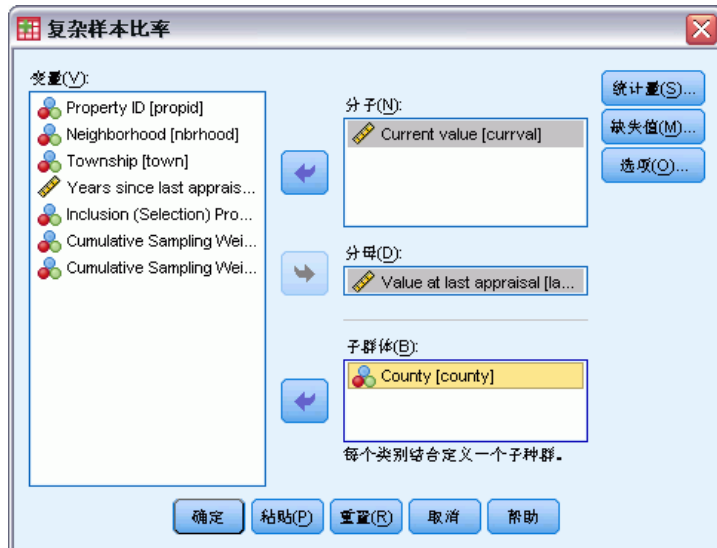 复杂样本比率
变量(V):
Property ID [propid]
Neighborhood [nbrhood]
Township [town]
Years since last apprais...
Inclusion (Selection) Pro...
Cumulative Sampling Wei...
Cumulative Sampling Wei...
分子(N):
Current value [currval]
分母(D):
Value at last appraisal [la...
子群体(B):
County [county]
每个类别结合定义一个子种群。
统计量(S)...
缺失值(M)...
选项(O)...
确定
粘贴(P)
重置(R)
取消
帮助